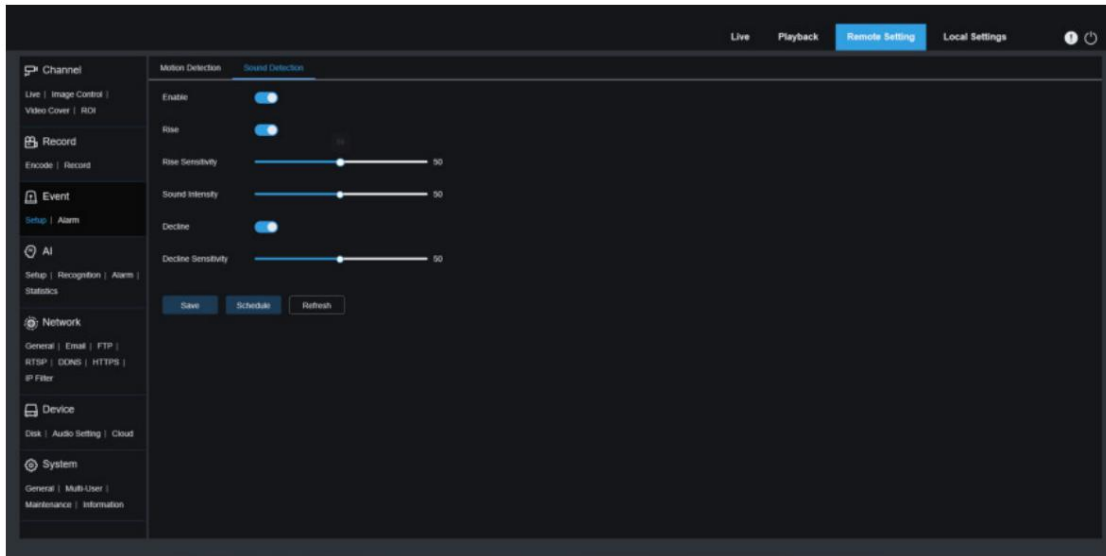 Live Playback Remote Setting Local Settings
Channel
Live | Image Control |
Video Cover | ROI
Record
Encode | Record
Event
Setup | Alarm
AI
Setup | Recognition | Alarm |
Statistics
Network
General | Email | FTP |
RTSP | DDNS | HTTPS |
IP Filter
Device
Disk | Audio Setting | Cloud
System
General | Multi-User |
Maintenance | Information
Motion Detection Sound Detection
Enable
Rise
Rise Sensitivity 50
Sound Intensity 50
Decline
Decline Sensitivity 50
Save Schedule Refresh